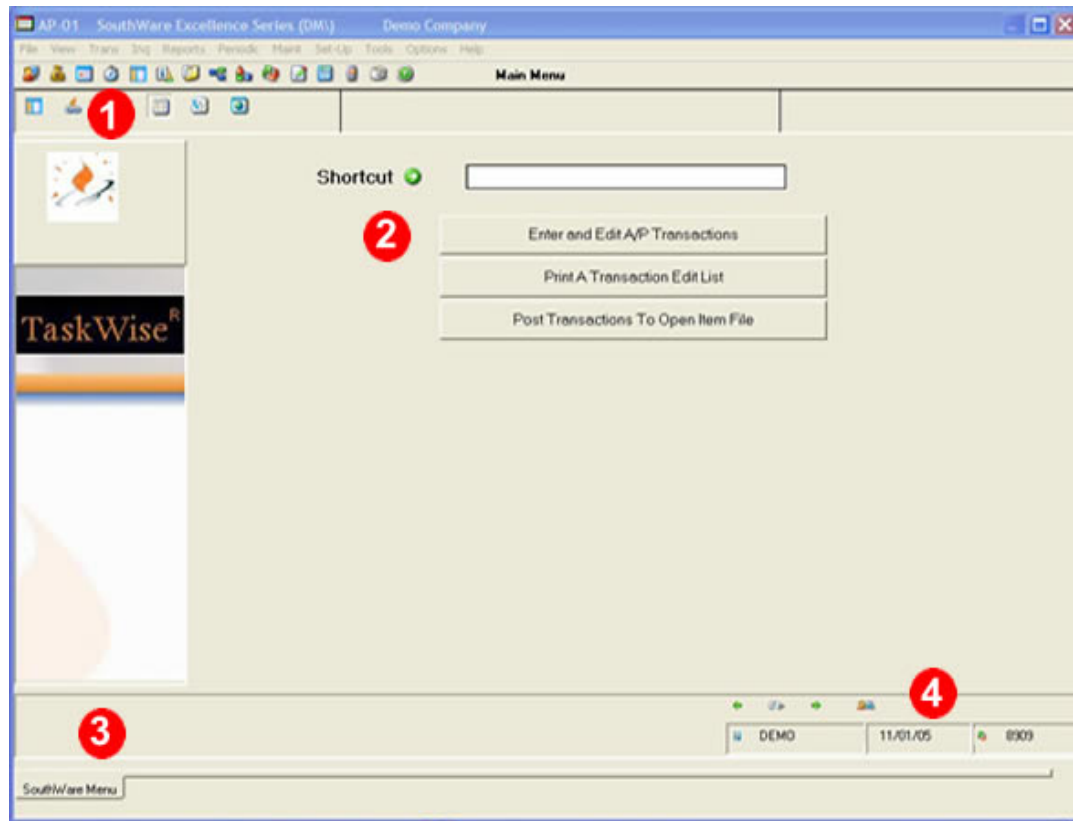 AP-01 SouthWare Excellence Series (DM\) Demo Company
File View Trans Inq Reports Periodic Maint Set-Up Tools Options Help
Main Menu
1
Shortcut
2
Enter and Edit A/P Transactions
Print A Transaction Edit List
Post Transactions To Open Item File
TaskWise R
4
3
DEMO 11/01/05 8909
SouthWare Menu